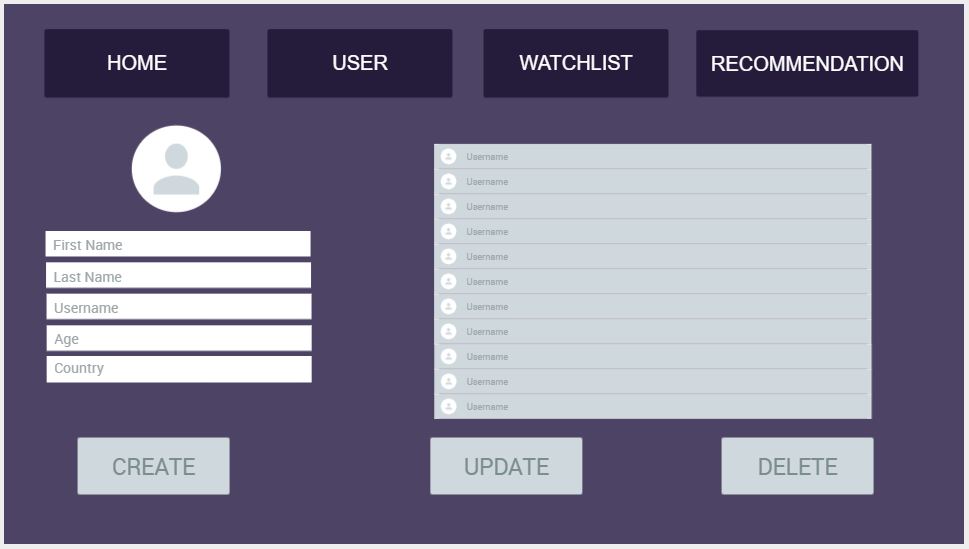 HOME
USER
WATCHLIST
RECOMMENDATION
First Name
Last Name
Username
Age
Country
Username
Username
Username
Username
Username
Username
Username
Username
Username
Username
Username
CREATE
UPDATE
DELETE